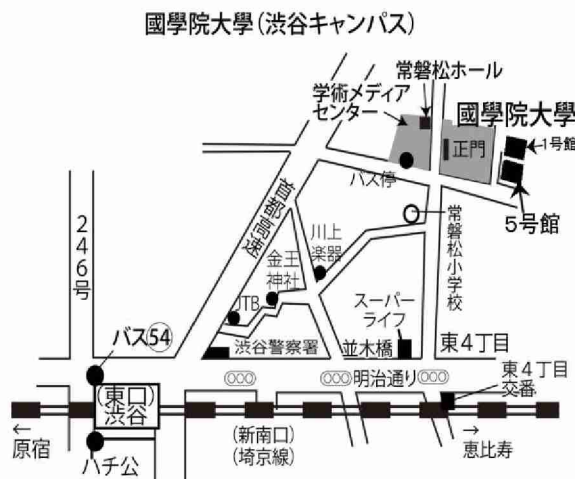 國學院大學(渋谷キャンパス)
常磐松ホール
学術メディア
センター
國學院大學
1号館
正門
バス停
5号館
首都高速
246号
川上
楽器
常磐松小学校
金王
神社
JTB
スーパー
ライフ
バス54
渋谷警察署
並木橋
東4丁目
明治通り
東4丁目
交番
(東口)
渋谷
←
原宿
(新南口)
(埼京線)
→
恵比寿
ハチ公